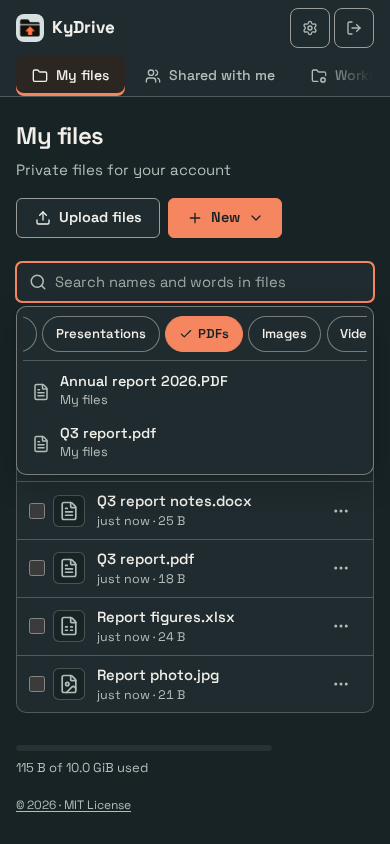 KyDrive
My files
Shared with me
Work
My files
Private files for your account
Upload files
New
Search names and words in files
Presentations
PDFs
Images
Vide
Annual report 2026.PDF
My files
Q3 report.pdf
My files
Q3 report notes.docx
just now · 25 B
Q3 report.pdf
just now · 18 B
Report figures.xlsx
just now · 24 B
Report photo.jpg
just now · 21 B
115 B of 10.0 GiB used
© 2026 · MIT License